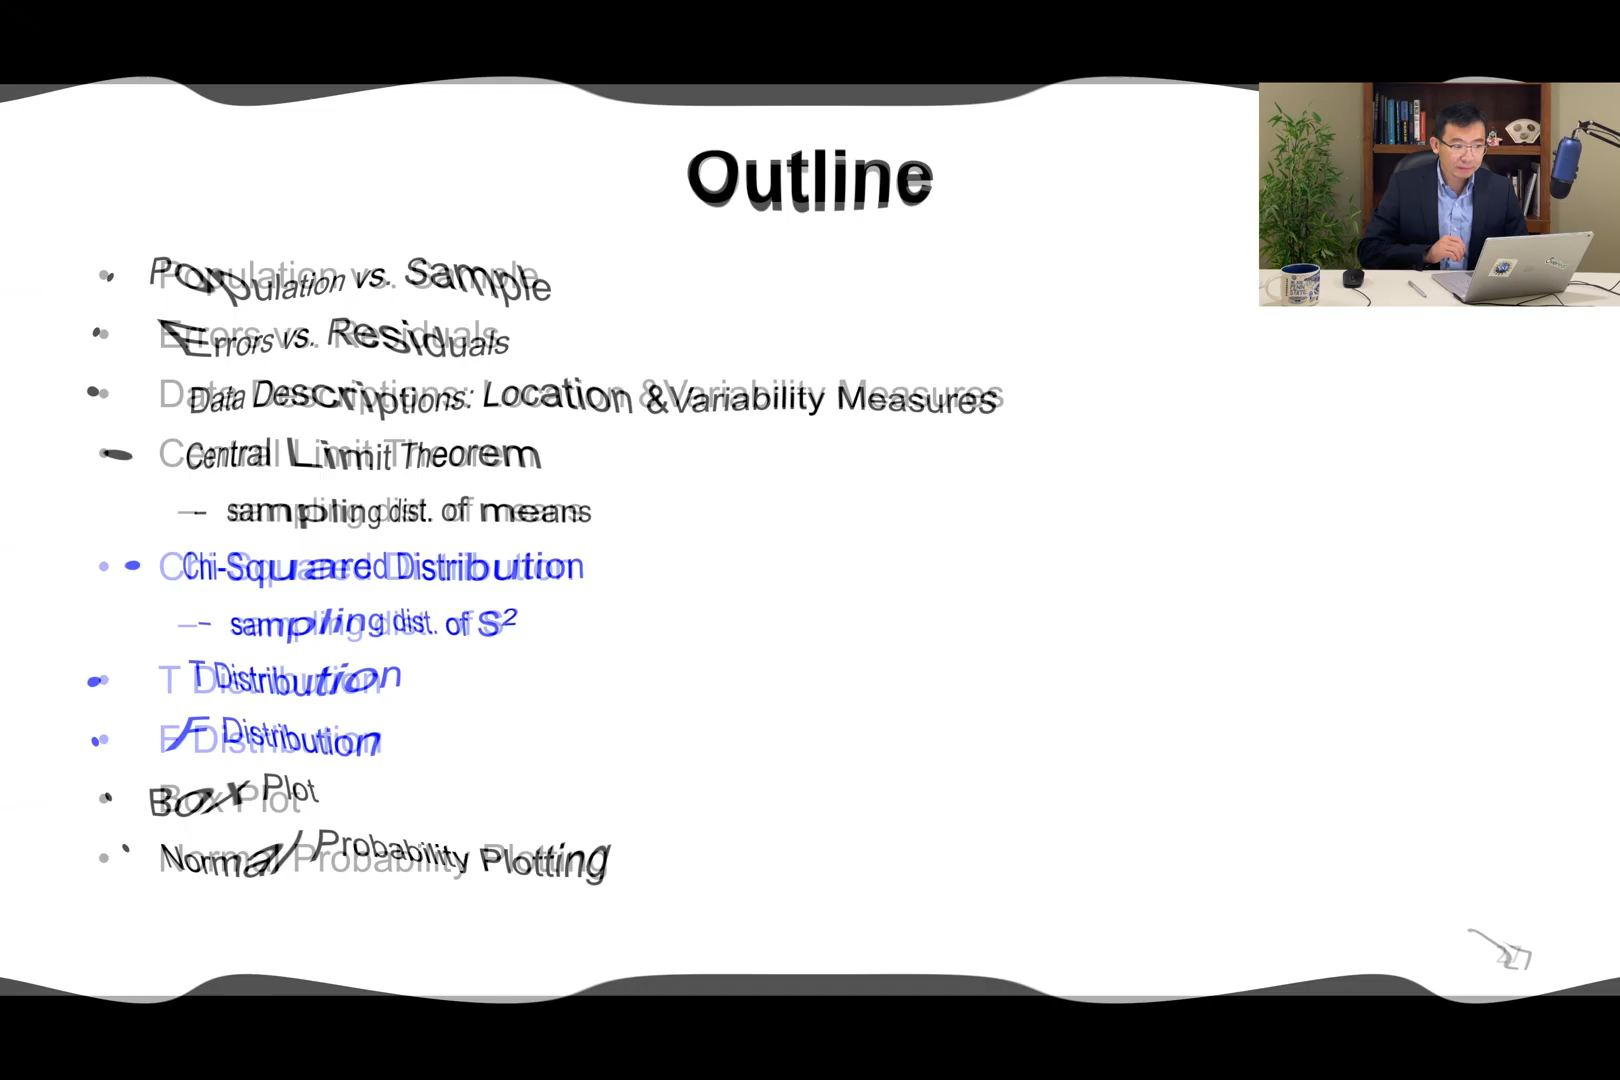 Outline
• Population vs. Sample
• Errors vs. Residuals
• Data Descriptions: Location &Variability Measures
• Central Limit Theorem
– sampling dist. of means
• Chi-Squared Distribution
– sampling dist. of S²
• T Distribution
• F Distribution
• Box Plot
• Normal Probability Plotting